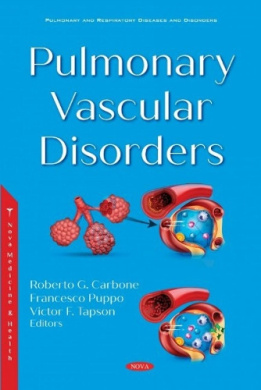 Pulmonary and Respiratory Diseases and Disorders
Pulmonary
Vascular
Disorders
Roberto G. Carbone
Francesco Puppo
Victor F. Tapson
Editors
Nova Medicine & Health
NOVA